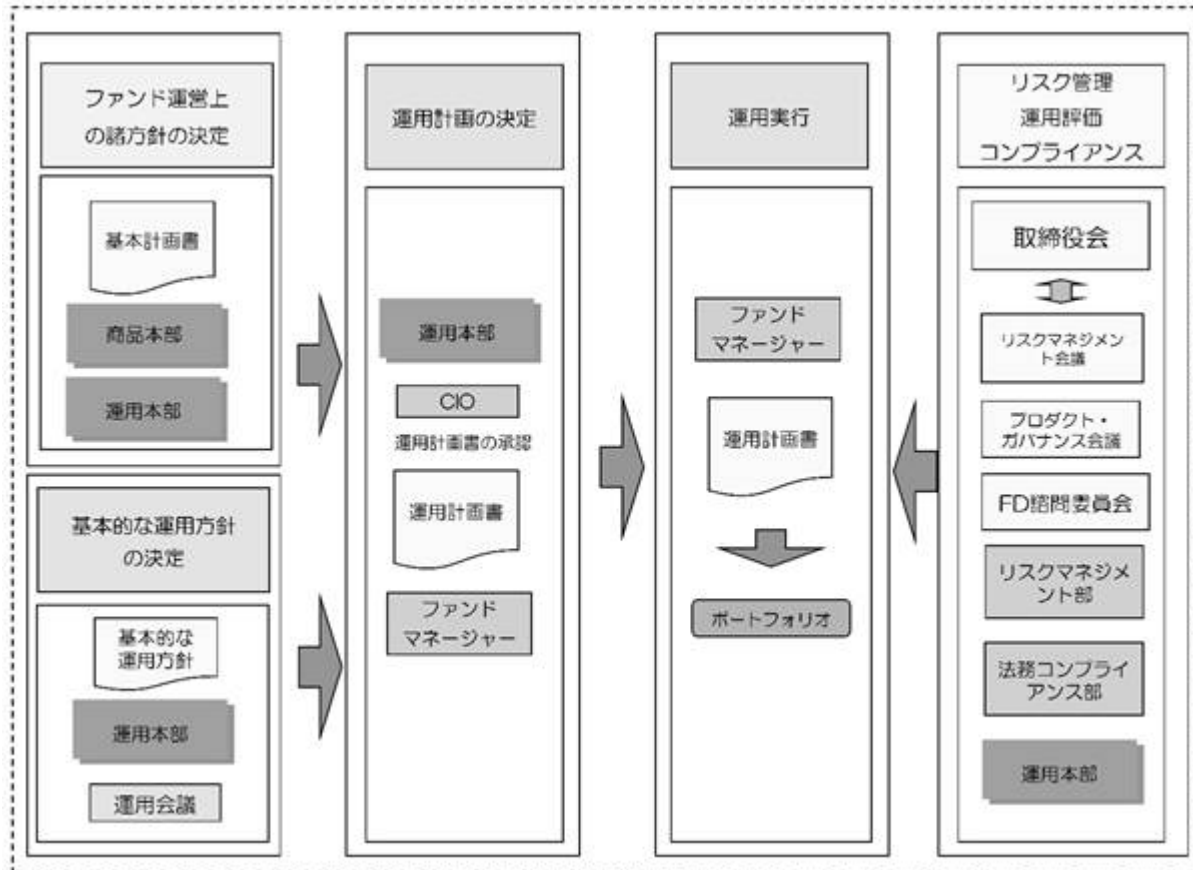 ファンド運営上
の諸方針の決定
基本計画書
商品本部
運用本部
基本的な運用方針
の決定
基本的な
運用方針
運用本部
運用会議
運用計画の決定
運用本部
CIO
運用計画書の承認
運用計画書
ファンド
マネージャー
運用実行
ファンド
マネージャー
運用計画書
ポートフォリオ
リスク管理
運用評価
コンプライアンス
取締役会
リスクマネジメン
ト会議
プロダクト・
ガバナンス会議
FD諮問委員会
リスクマネジメ
ント部
法務コンプライ
アンス部
運用本部